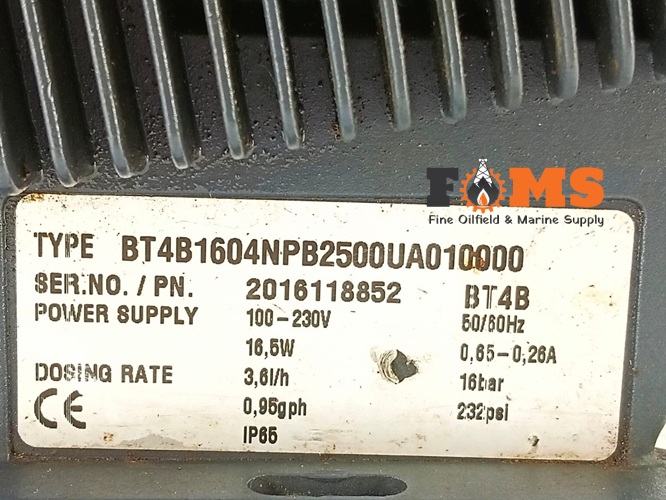 FOMS
Fine Oilfield & Marine Supply
TYPE BT4B1604NPB2500UA010000
SER.NO. / PN. 2016118852 BT4B
POWER SUPPLY 100-230V 50/60Hz
16,5W 0,65-0,26A
DOSING RATE 3,6l/h 16bar
CE 0,95gph 232psi
IP65